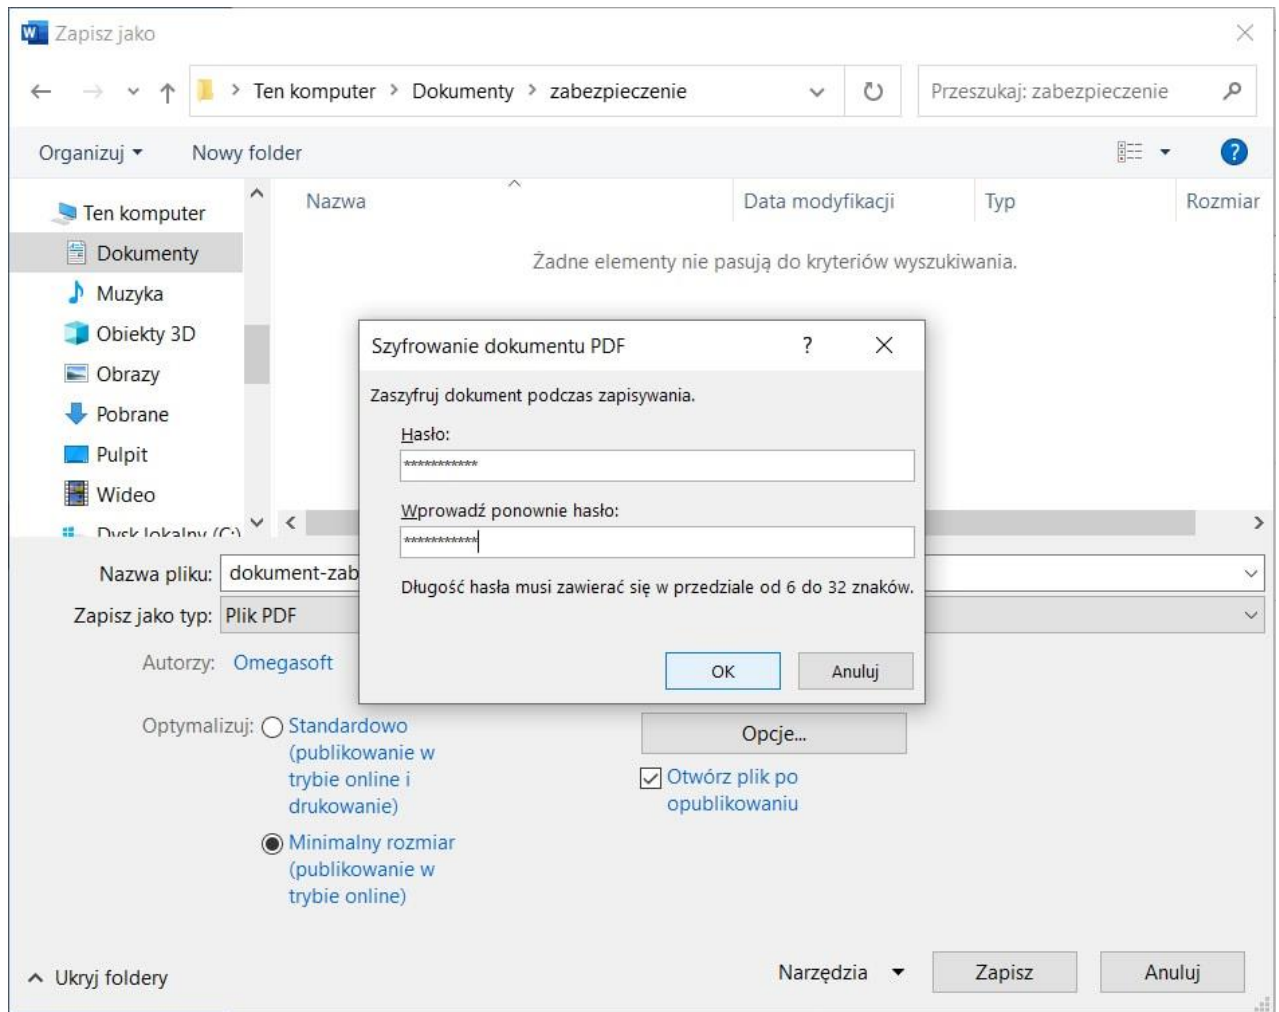 Zapisz jako
Ten komputer > Dokumenty > zabezpieczenie
Przeszukaj: zabezpieczenie
Organizuj
Nowy folder
Nazwa
Data modyfikacji
Typ
Rozmiar
Ten komputer
Dokumenty
Muzyka
Obiekty 3D
Obrazy
Pobrane
Pulpit
Wideo
Dysk lokalny (C:)
Żadne elementy nie pasują do kryteriów wyszukiwania.
Szyfrowanie dokumentu PDF
Zaszyfruj dokument podczas zapisywania.
Hasło:
***********
Wprowadź ponownie hasło:
***********
Długość hasła musi zawierać się w przedziale od 6 do 32 znaków.
OK
Anuluj
Nazwa pliku: dokument-zab
Zapisz jako typ: Plik PDF
Autorzy: Omegasoft
Optymalizuj:
Standardowo
(publikowanie w
trybie online i
drukowanie)
Minimalny rozmiar
(publikowanie w
trybie online)
Opcje...
Otwórz plik po
opublikowaniu
Ukryj foldery
Narzędzia
Zapisz
Anuluj